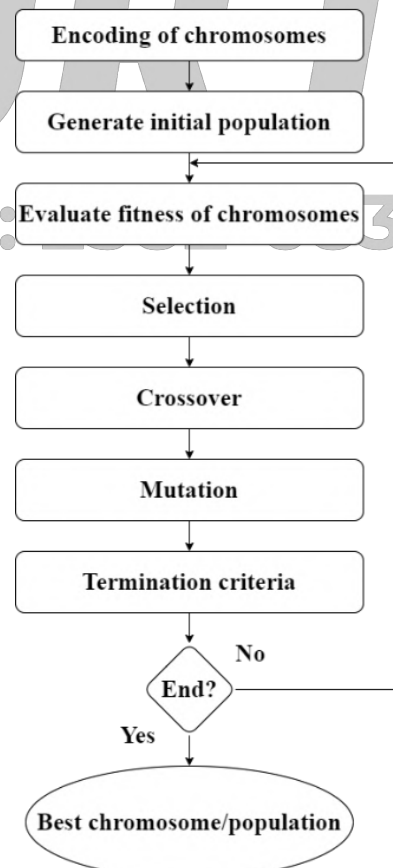 Encoding of chromosomes
Generate initial population
Evaluate fitness of chromosomes
Selection
Crossover
Mutation
Termination criteria
No
End?
Yes
Best chromosome/population